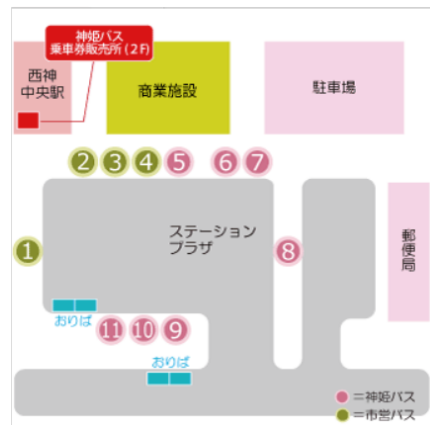 神姫バス
乗車券販売所(2F)
西神
中央駅
商業施設
駐車場
2 3 4 5 6 7
ステーション
プラザ
1
8
郵便局
おりば
11 10 9
おりば
●=神姫バス
●=市営バス